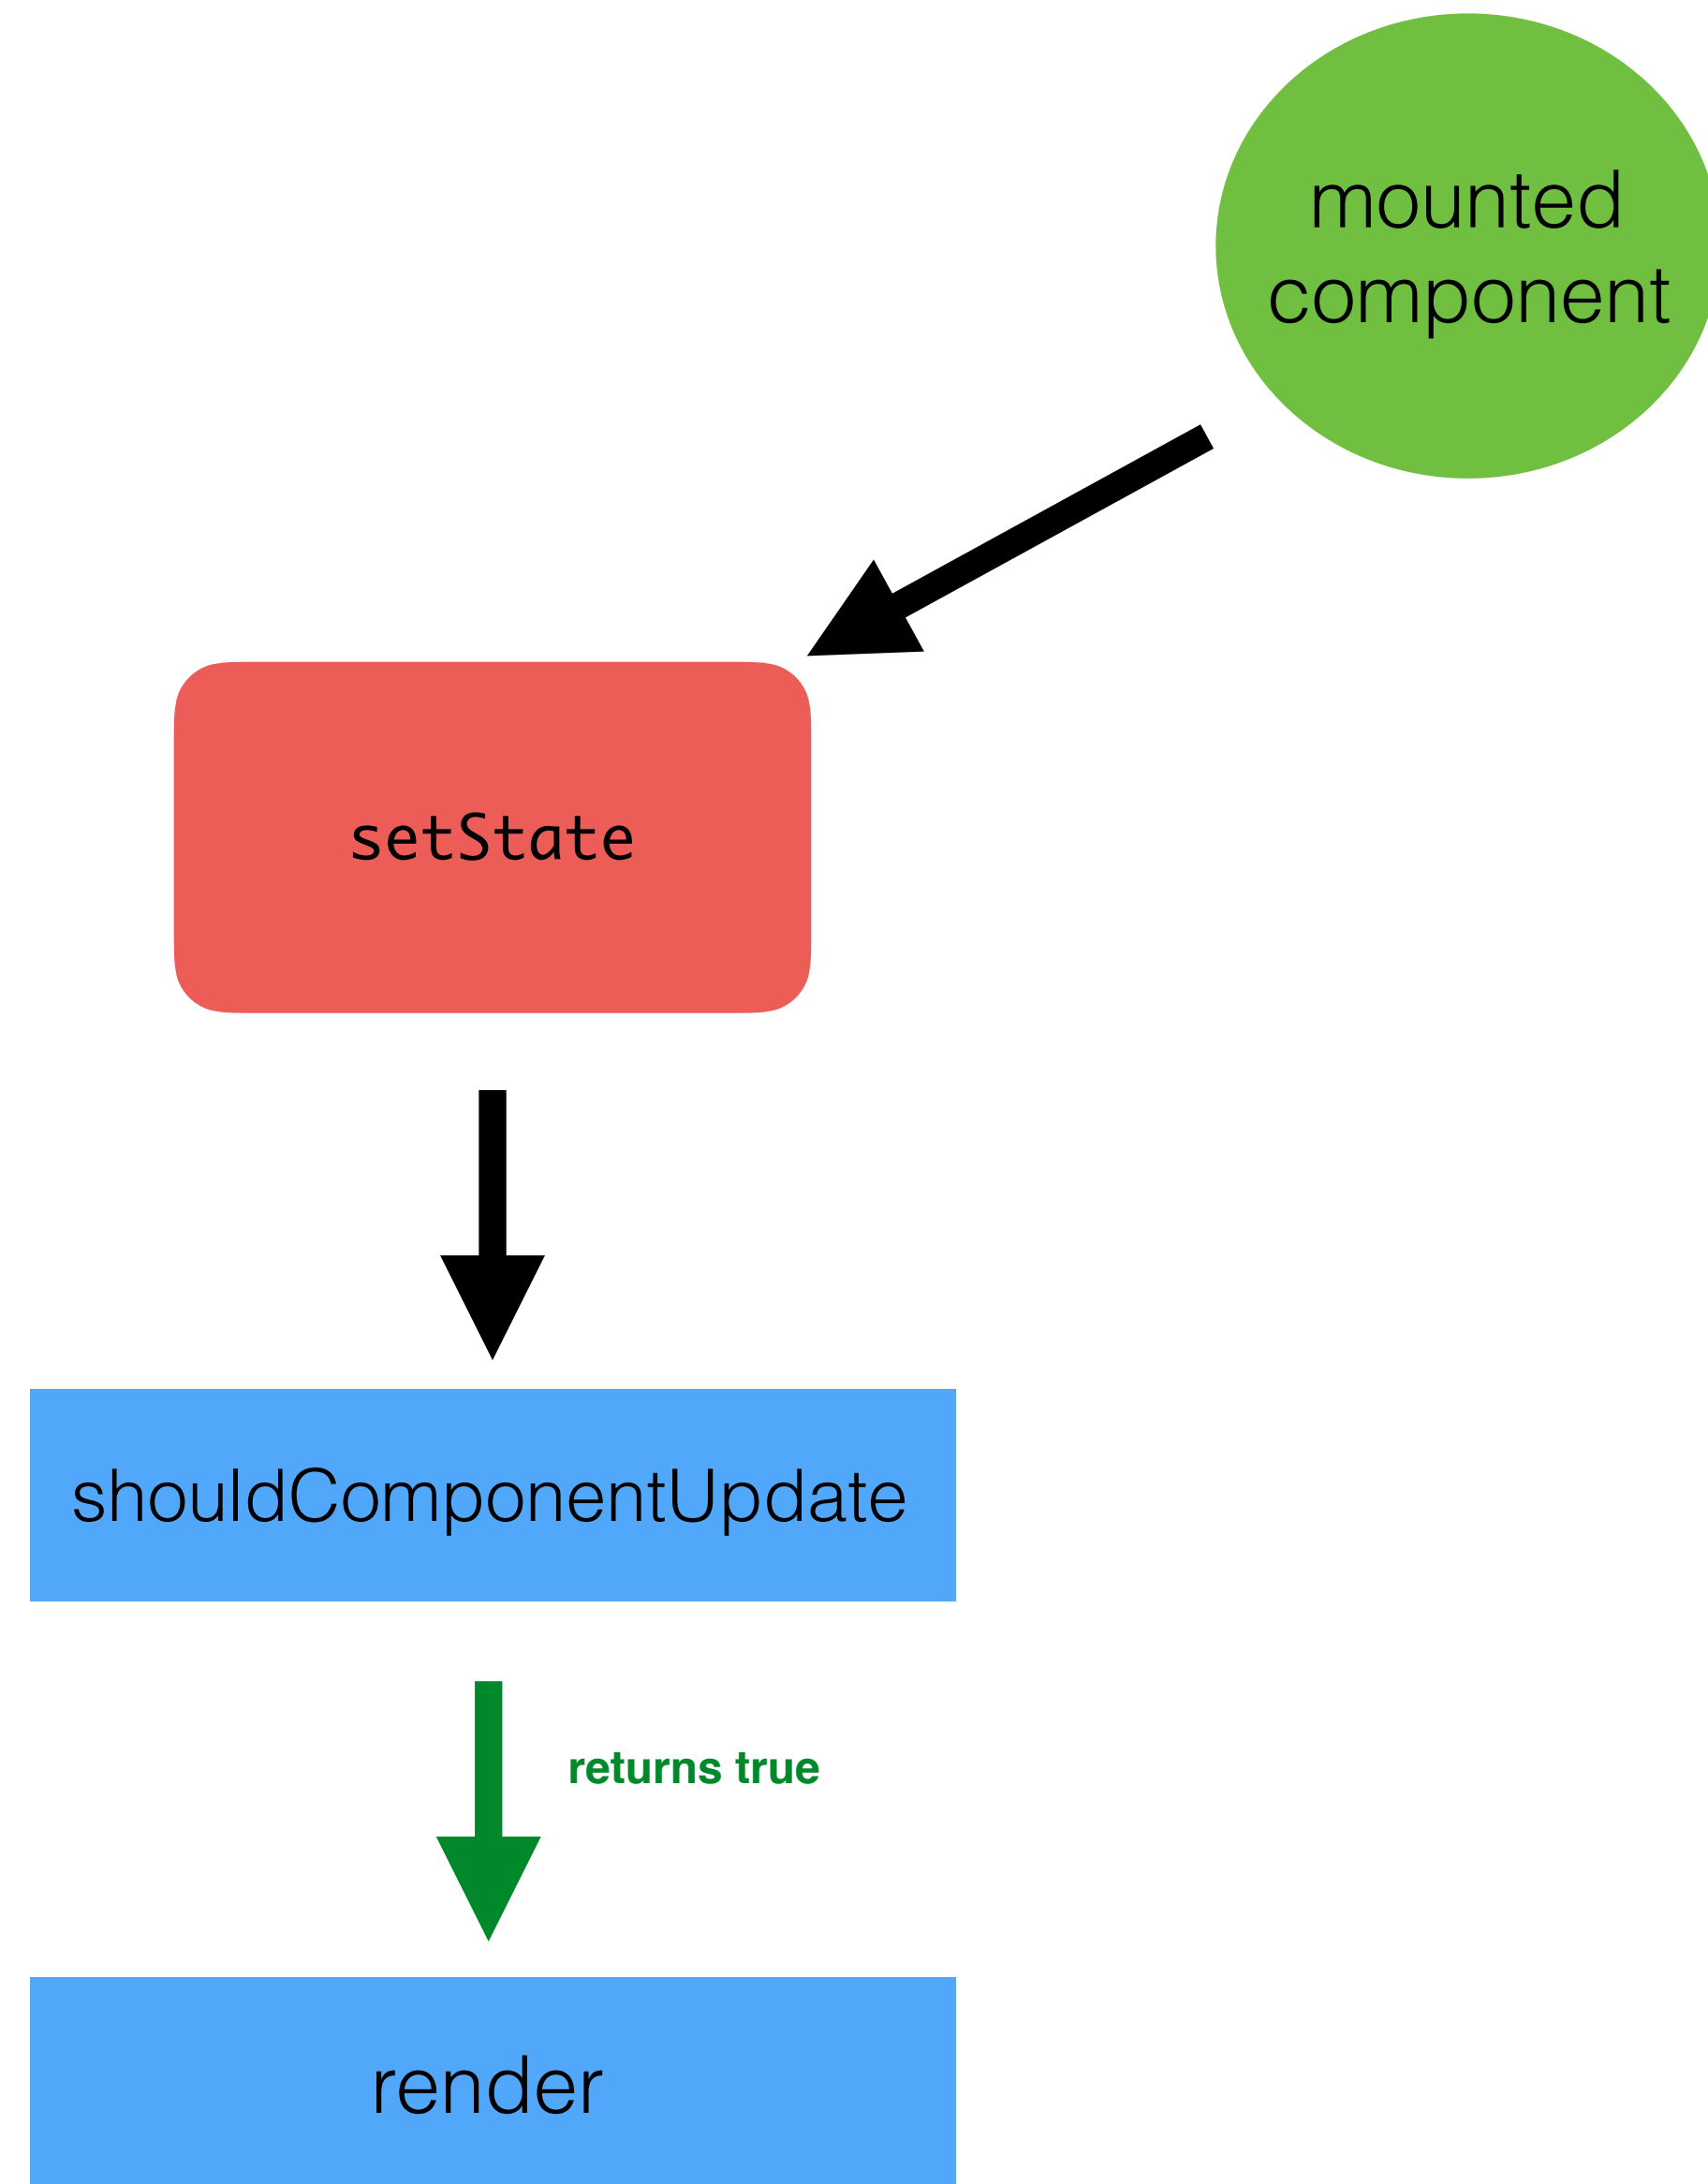 mounted
component
setState
shouldComponentUpdate
returns true
render